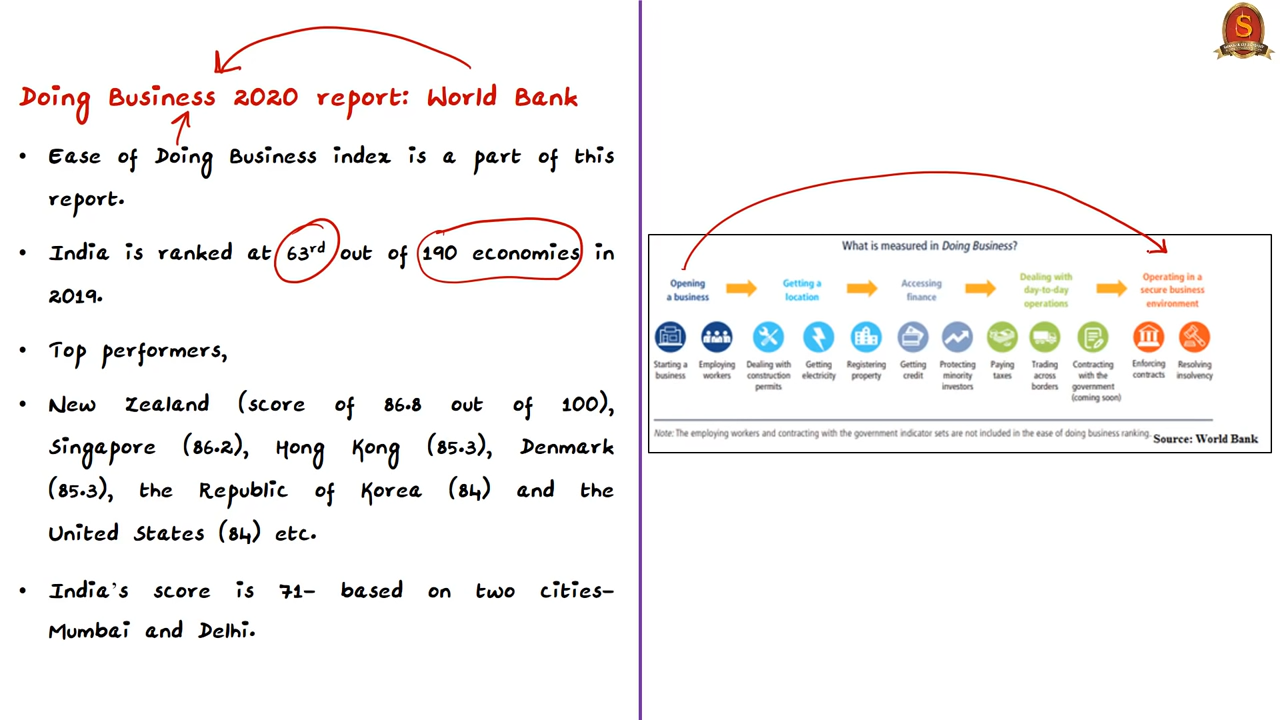 Doing Business 2020 report: World Bank
• Ease of Doing Business index is a part of this
report.
• India is ranked at 63rd out of 190 economies in
2019.
• Top performers,
• New Zealand (score of 86.8 out of 100),
Singapore (86.2), Hong Kong (85.3), Denmark
(85.3), the Republic of Korea (84) and the
United States (84) etc.
• India's score is 71- based on two cities-
Mumbai and Delhi.
S
What is measured in Doing Business?
Opening
a business
Getting a
location
Accessing
finance
Dealing with
day-to-day
operations
Operating in a
secure business
environment
Starting a
business
Employing
workers
Dealing with
construction
permits
Getting
electricity
Registering
property
Getting
credit
Protecting
minority
investors
Paying
taxes
Trading
across
borders
Contracting
with the
government
(coming soon)
Enforcing
contracts
Resolving
insolvency
Note: The employing workers and contracting with the government indicator sets are not included in the ease of doing business ranking.
Source: World Bank